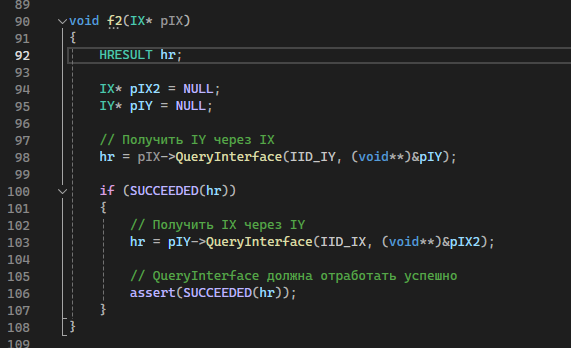 89
90 void f2(IX* pIX)
91 {
92     HRESULT hr;
93
94     IX* pIX2 = NULL;
95     IY* pIY = NULL;
96
97     // Получить IY через IX
98     hr = pIX->QueryInterface(IID_IY, (void**)&pIY);
99
100     if (SUCCEEDED(hr))
101     {
102         // Получить IX через IY
103         hr = pIY->QueryInterface(IID_IX, (void**)&pIX2);
104
105         // QueryInterface должна отработать успешно
106         assert(SUCCEEDED(hr));
107     }
108 }
109